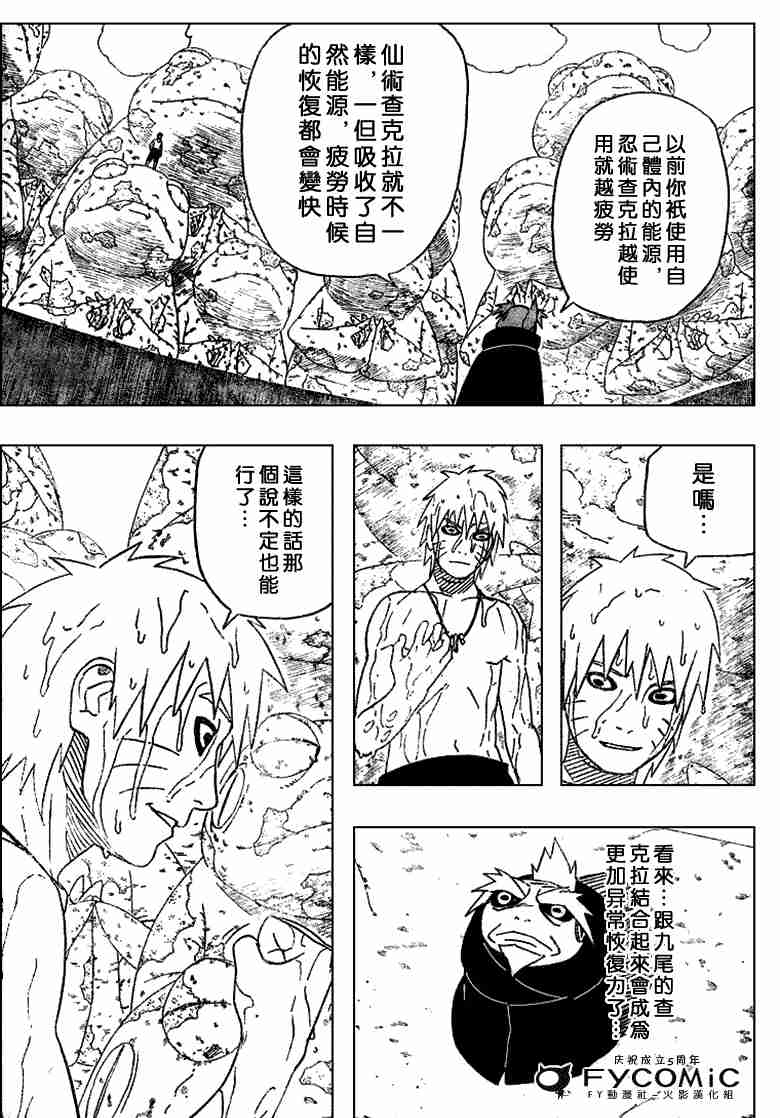 以前你祇使用自
己體內的能源，
忍術查克拉越使
用就越疲勞
仙術查克拉就不一
樣，一但吸收了自
然能源，疲勞時候
的恢復都會變快
是嗎…
這樣的話那
個說不定也能
行了…
看來…跟九尾的查
克拉結合起來會成為
更加异常恢復力了…
庆祝成立5周年
FYCOMiC
FY動漫社-火影漢化組